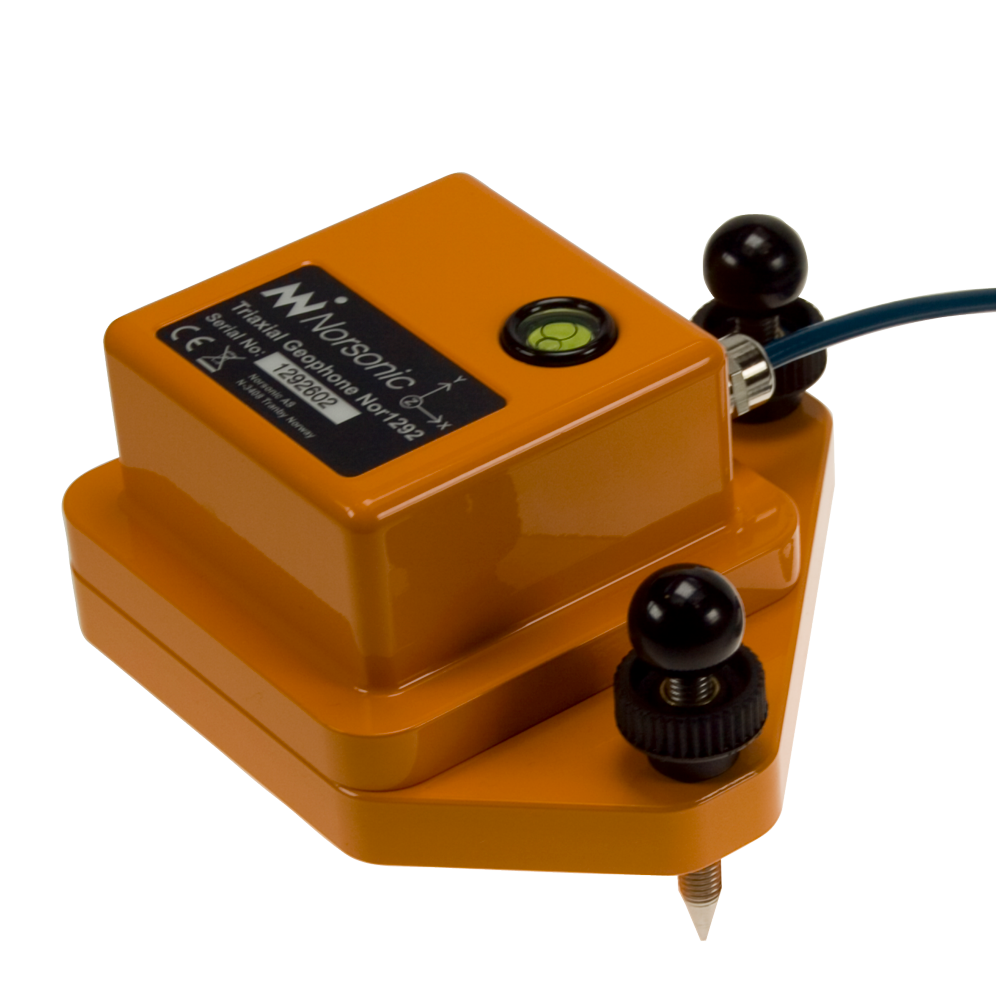 Norsonic
Triaxial Geophone Nor1292
Serial No: 1292602
CE
Norsonic AS
N-3408 Tranby Norway
Y
Z
X